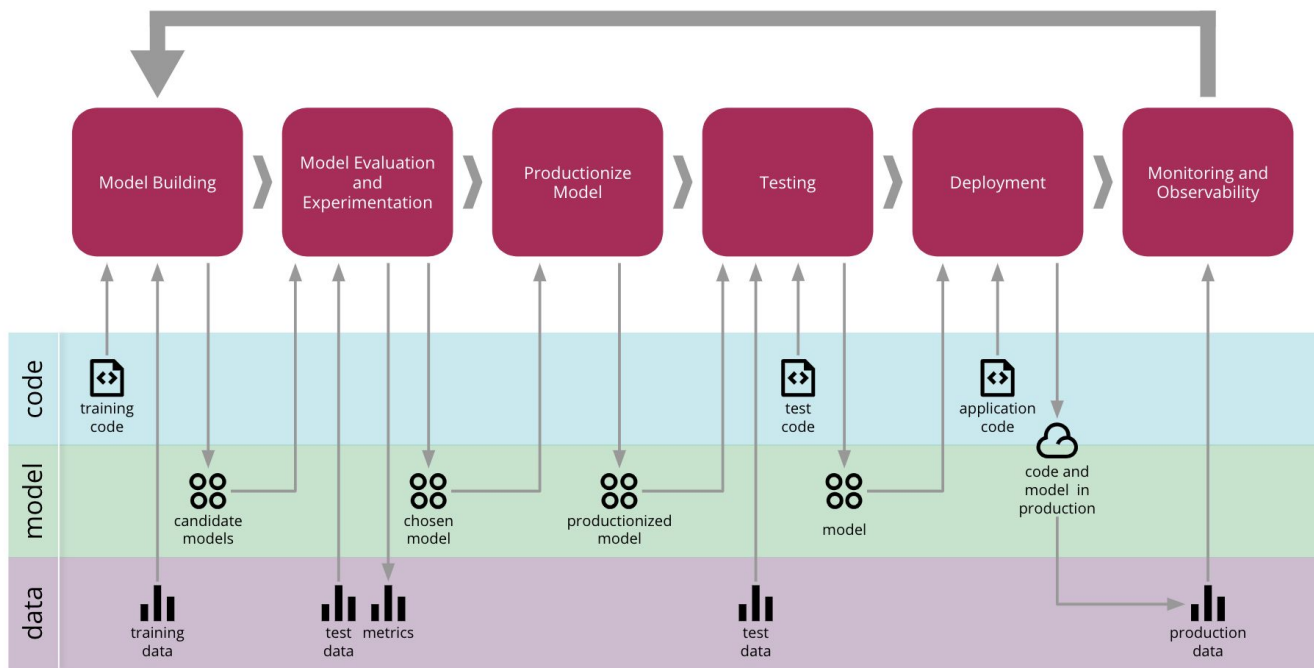 Model Building
Model Evaluation
and
Experimentation
Productionize
Model
Testing
Deployment
Monitoring and
Observability
code
training
code
test
code
application
code
model
candidate
models
chosen
model
productionized
model
model
code and
model in
production
data
training
data
test
data
metrics
test
data
production
data